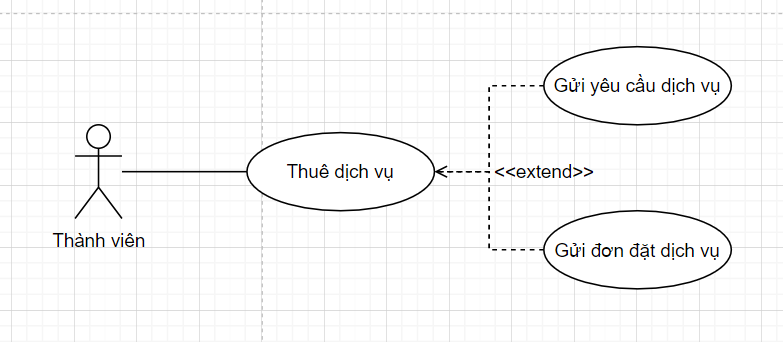 Gửi yêu cầu dịch vụ
Thuê dịch vụ
<<extend>>
Thành viên
Gửi đơn đặt dịch vụ